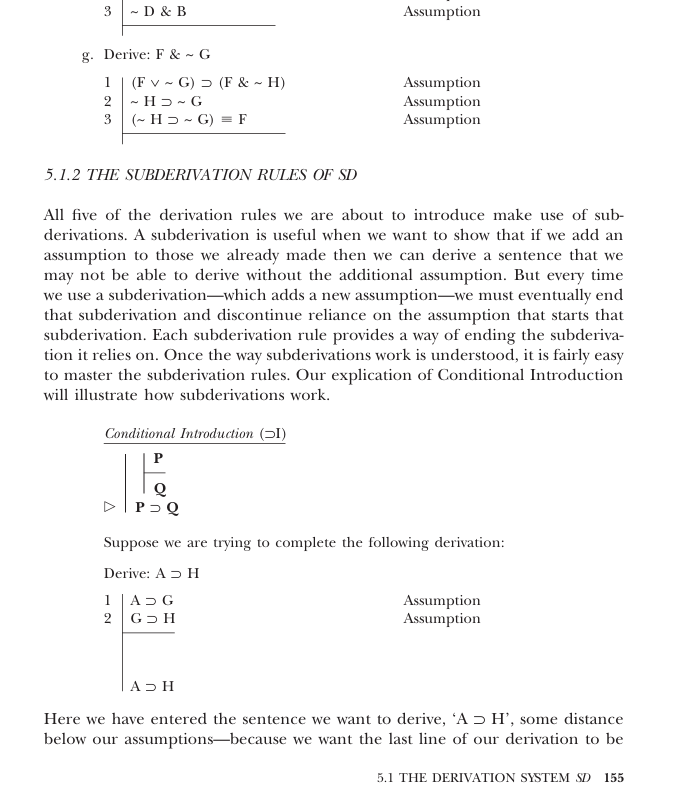 3 ~ D & B Assumption
g. Derive: F & ~ G
1 (F ∨ ~ G) ⊃ (F & ~ H) Assumption
2 ~ H ⊃ ~ G Assumption
3 (~ H ⊃ ~ G) ≡ F Assumption
5.1.2 THE SUBDERIVATION RULES OF SD
All five of the derivation rules we are about to introduce make use of sub-
derivations. A subderivation is useful when we want to show that if we add an
assumption to those we already made then we can derive a sentence that we
may not be able to derive without the additional assumption. But every time
we use a subderivation—which adds a new assumption—we must eventually end
that subderivation and discontinue reliance on the assumption that starts that
subderivation. Each subderivation rule provides a way of ending the subderiva-
tion it relies on. Once the way subderivations work is understood, it is fairly easy
to master the subderivation rules. Our explication of Conditional Introduction
will illustrate how subderivations work.
Conditional Introduction (⊃I)
P
Q
▷ P ⊃ Q
Suppose we are trying to complete the following derivation:
Derive: A ⊃ H
1 A ⊃ G Assumption
2 G ⊃ H Assumption
A ⊃ H
Here we have entered the sentence we want to derive, ‘A ⊃ H’, some distance
below our assumptions—because we want the last line of our derivation to be
5.1 THE DERIVATION SYSTEM SD 155